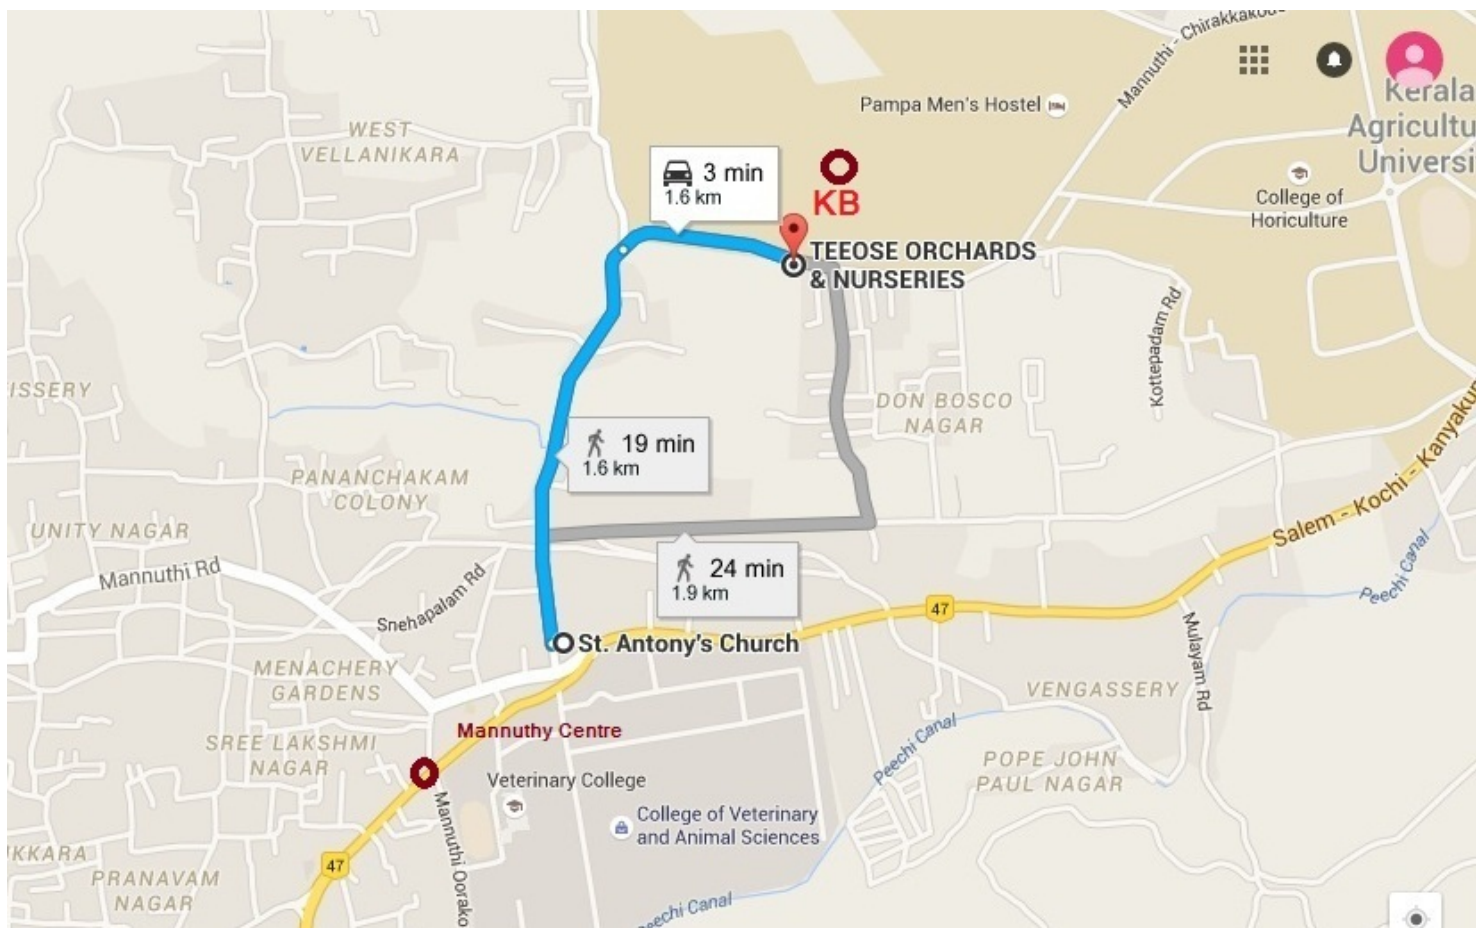 Mannuthi - Chirakkakode
Pampa Men's Hostel
Kerala
Agricultu
Universi
WEST
VELLANIKARA
3 min
1.6 km
KB
College of
Horiculture
TEEOSE ORCHARDS
& NURSERIES
Kottepadam Rd
ISSERY
DON BOSCO
NAGAR
19 min
1.6 km
PANANCHAKAM
COLONY
UNITY NAGAR
Salem - Kochi - Kanyakum
Mannuthi Rd
24 min
1.9 km
Peechi Canal
Snehapalam Rd
47
St. Antony's Church
Mulayam Rd
MENACHERY
GARDENS
VENGASSERY
Mannuthy Centre
SREE LAKSHMI
NAGAR
Peechi Canal
POPE JOHN
PAUL NAGAR
Veterinary College
College of Veterinary
and Animal Sciences
Mannuthi Oorako
UKKARA
47
PRANAVAM
NAGAR
eechi Canal